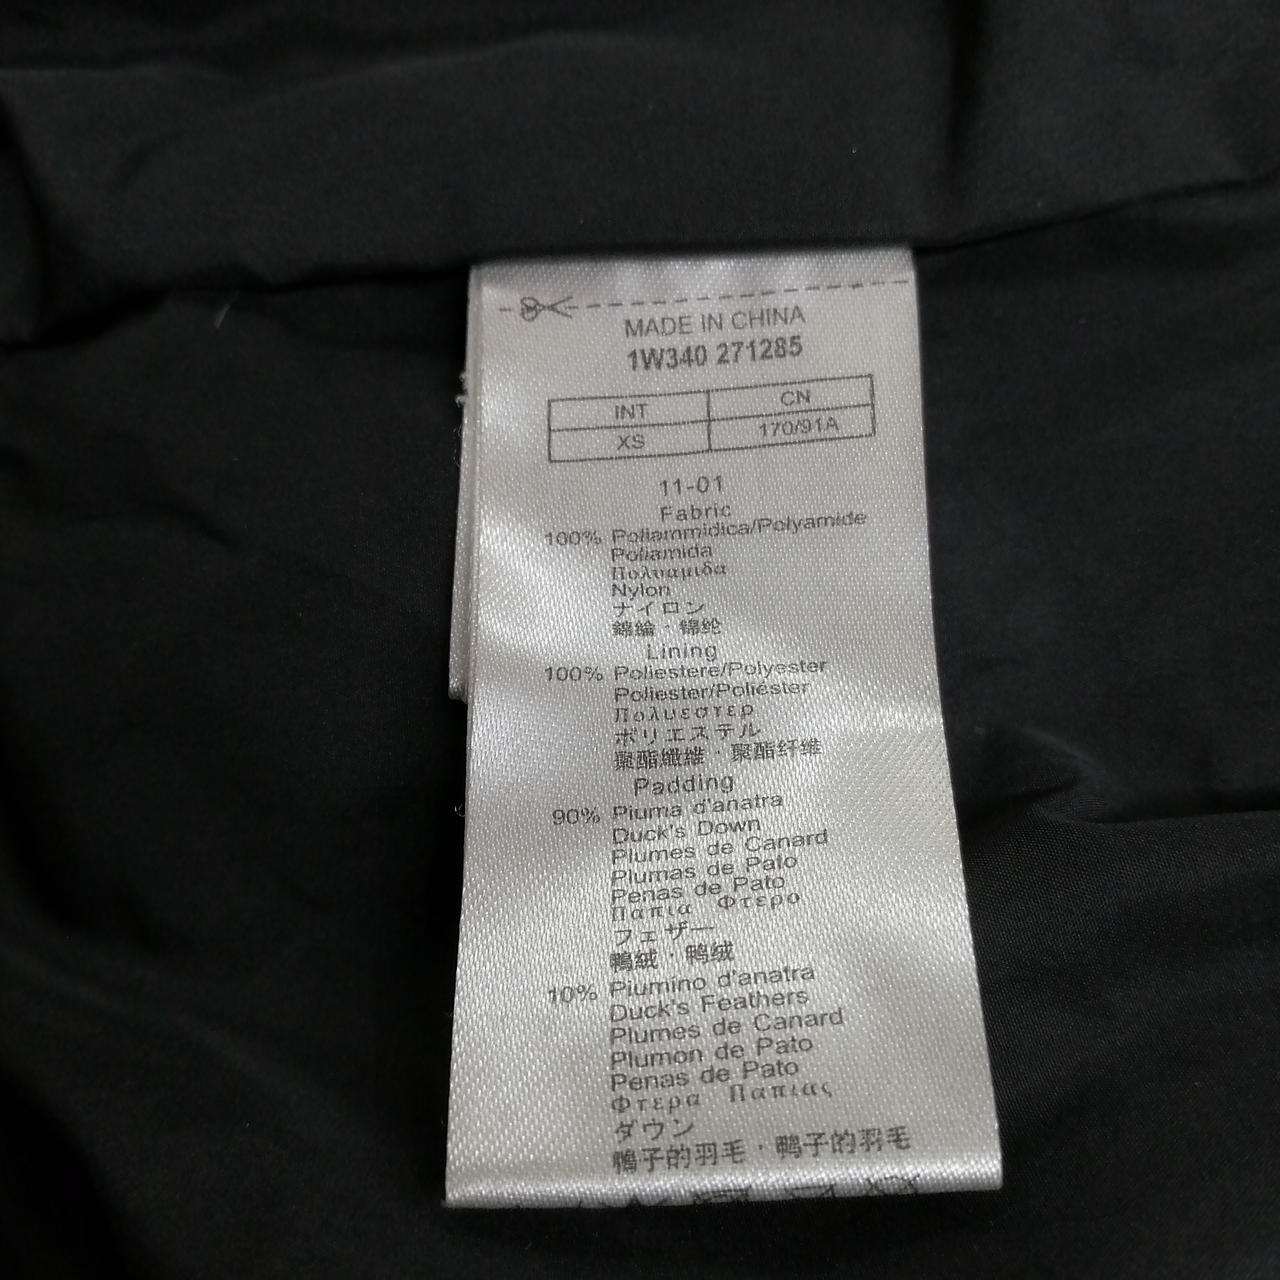 MADE IN CHINA
1W340 271285
INT CN
XS 170/91A
11-01
Fabric
100% Poliammidica/Polyamide
Poliamida
Πολυαμιδα
Nylon
ナイロン
錦綸・锦纶
Lining
100% Poliestere/Polyester
Poliester/Poliéster
Πολυεστερ
ポリエステル
聚酯纖維・聚酯纤维
Padding
90% Piuma d'anatra
Duck's Down
Plumes de Canard
Plumas de Pato
Penas de Pato
Παπια Φτερο
フェザー
鴨絨・鸭绒
10% Piumino d'anatra
Duck's Feathers
Plumes de Canard
Plumon de Pato
Penas de Pato
Φτερα Παπιας
ダウン
鴨子的羽毛・鸭子的羽毛